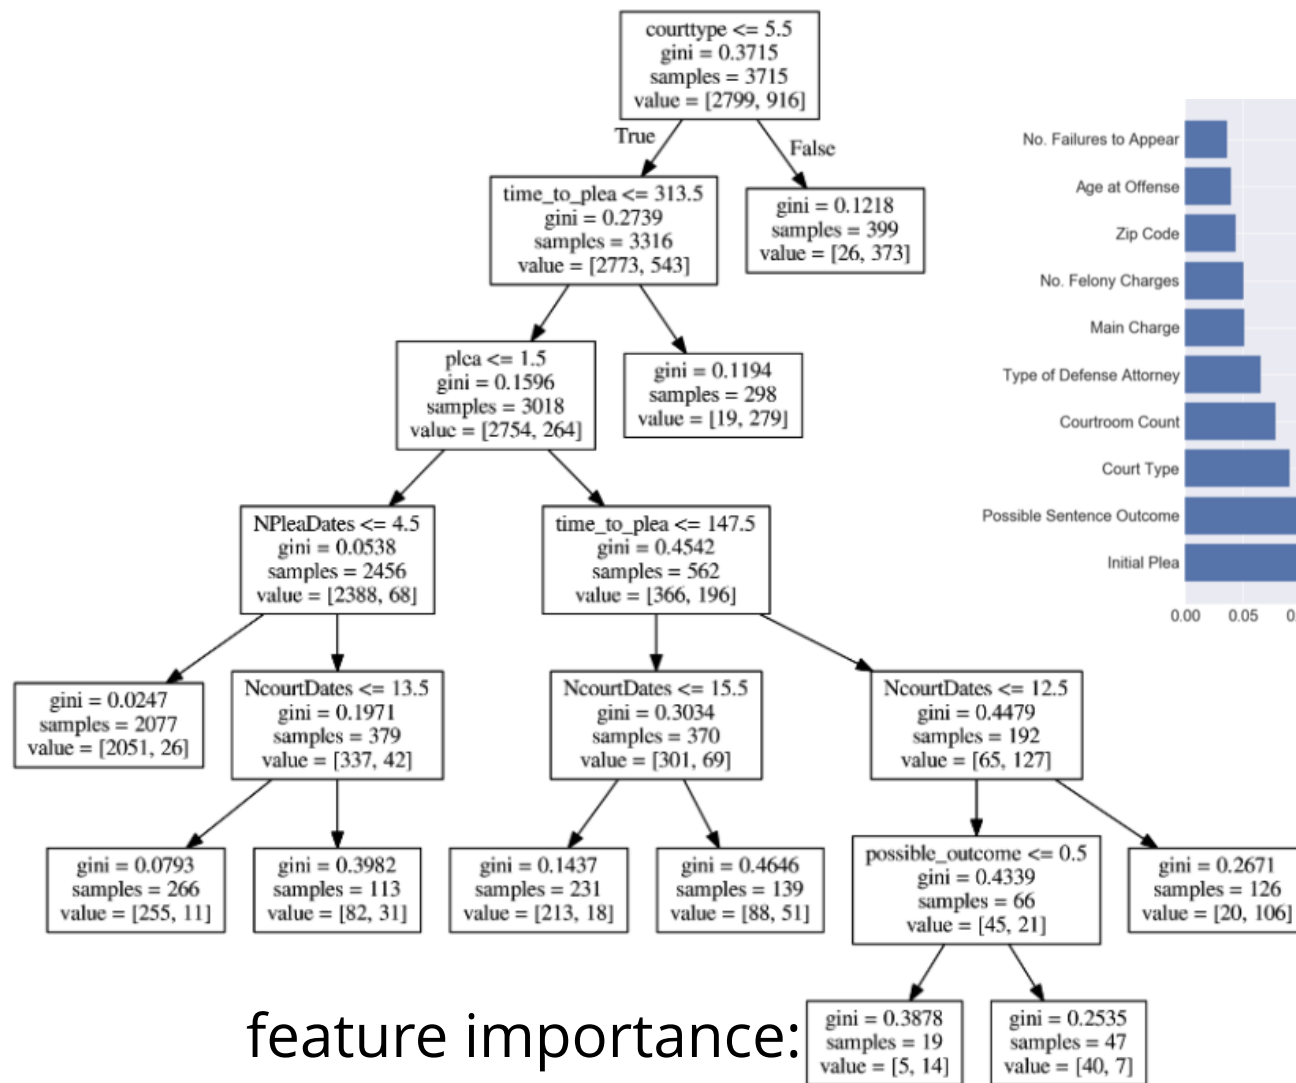 courttype <= 5.5
gini = 0.3715
samples = 3715
value = [2799, 916]
True
False
time_to_plea <= 313.5
gini = 0.2739
samples = 3316
value = [2773, 543]
gini = 0.1218
samples = 399
value = [26, 373]
plea <= 1.5
gini = 0.1596
samples = 3018
value = [2754, 264]
gini = 0.1194
samples = 298
value = [19, 279]
NPleaDates <= 4.5
gini = 0.0538
samples = 2456
value = [2388, 68]
time_to_plea <= 147.5
gini = 0.4542
samples = 562
value = [366, 196]
gini = 0.0247
samples = 2077
value = [2051, 26]
NcourtDates <= 13.5
gini = 0.1971
samples = 379
value = [337, 42]
NcourtDates <= 15.5
gini = 0.3034
samples = 370
value = [301, 69]
NcourtDates <= 12.5
gini = 0.4479
samples = 192
value = [65, 127]
gini = 0.0793
samples = 266
value = [255, 11]
gini = 0.3982
samples = 113
value = [82, 31]
gini = 0.1437
samples = 231
value = [213, 18]
gini = 0.4646
samples = 139
value = [88, 51]
possible_outcome <= 0.5
gini = 0.4339
samples = 66
value = [45, 21]
gini = 0.2671
samples = 126
value = [20, 106]
gini = 0.3878
samples = 19
value = [5, 14]
gini = 0.2535
samples = 47
value = [40, 7]
feature importance:
No. Failures to Appear
Age at Offense
Zip Code
No. Felony Charges
Main Charge
Type of Defense Attorney
Courtroom Count
Court Type
Possible Sentence Outcome
Initial Plea
0.00 0.05